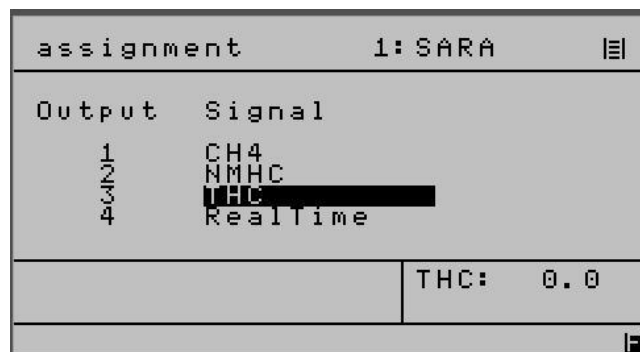 assignment 1: SARA
Output Signal
1 CH4
2 NMHC
3 THC
4 RealTime
THC: 0.0